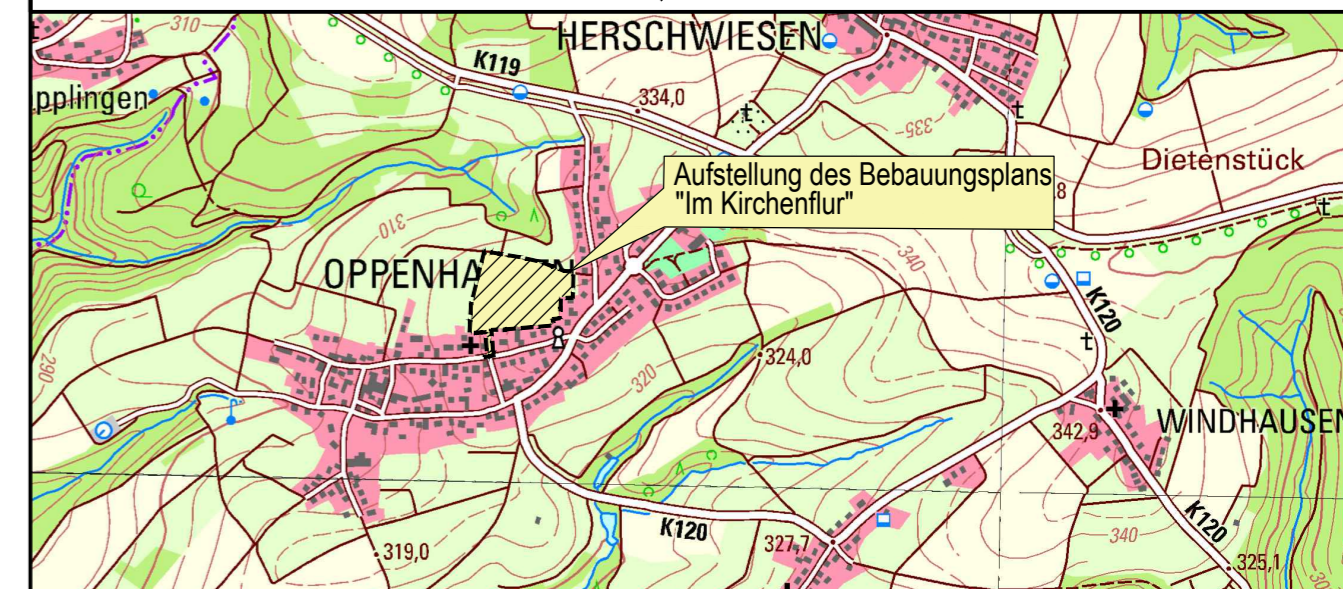 310
HERSCHWIESEN
K119
pplingen
334,0
335
Dietenstück
Aufstellung des Bebauungsplans
"Im Kirchenflur"
,8
310
340
OPPENHA
N
K120
290
320
324,0
342,9
WINDHAUSEN
K120
K120
340
319,0
327,7
325,1